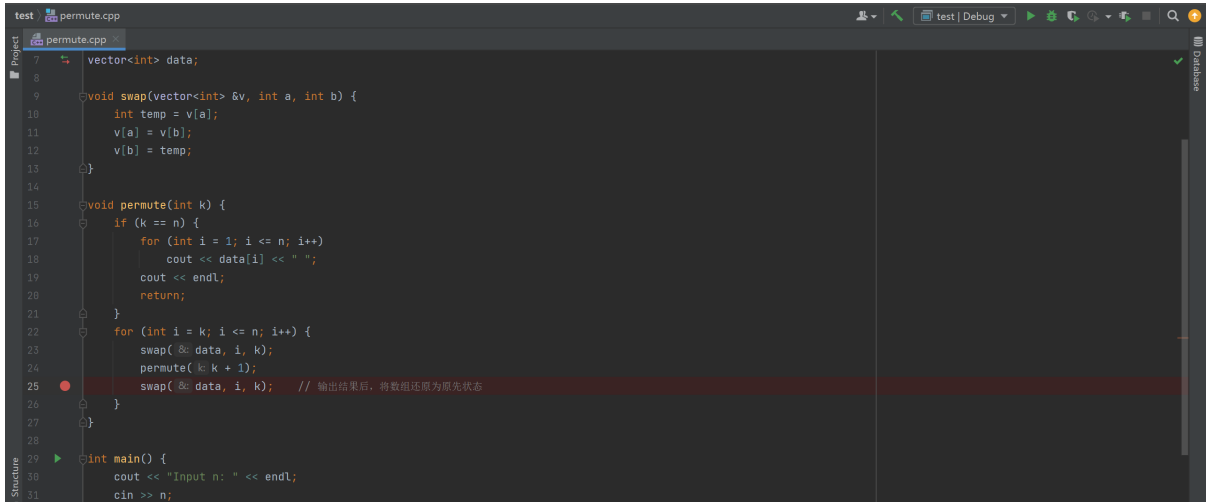 test permute.cpp test | Debug
Project permute.cpp Database
7 vector<int> data;
8
9 void swap(vector<int> &v, int a, int b) {
10 int temp = v[a];
11 v[a] = v[b];
12 v[b] = temp;
13 }
14
15 void permute(int k) {
16 if (k == n) {
17 for (int i = 1; i <= n; i++)
18 cout << data[i] << " ";
19 cout << endl;
20 return;
21 }
22 for (int i = k; i <= n; i++) {
23 swap( &: data, i, k);
24 permute( k: k + 1);
25 swap( &: data, i, k); // 输出结果后，将数组还原为原先状态
26 }
27 }
28
29 int main() {
30 cout << "Input n: " << endl;
31 cin >> n;
Structure